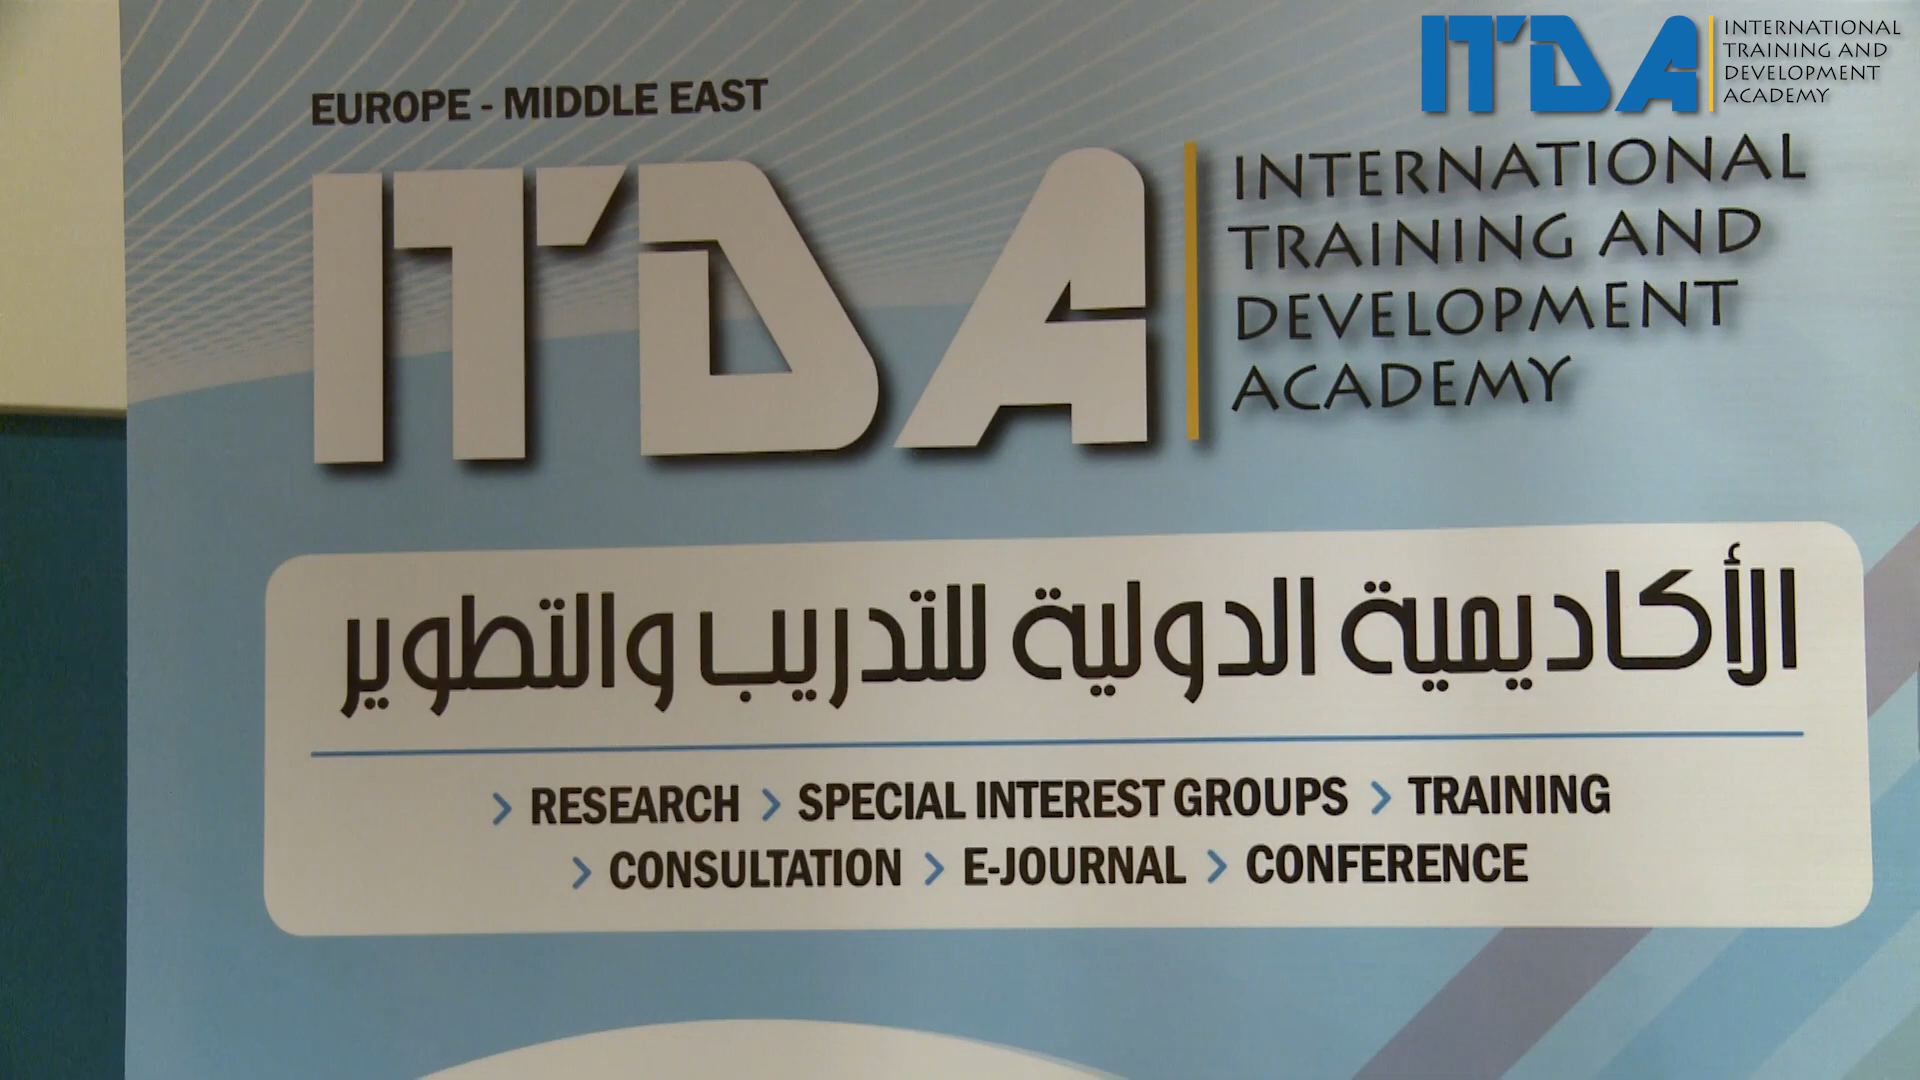 ITDA
INTERNATIONAL
TRAINING AND
DEVELOPMENT
ACADEMY
EUROPE - MIDDLE EAST
ITDA
INTERNATIONAL
TRAINING AND
DEVELOPMENT
ACADEMY
الأكاديمية الدولية للتدريب والتطوير
> RESEARCH > SPECIAL INTEREST GROUPS > TRAINING
> CONSULTATION > E-JOURNAL > CONFERENCE